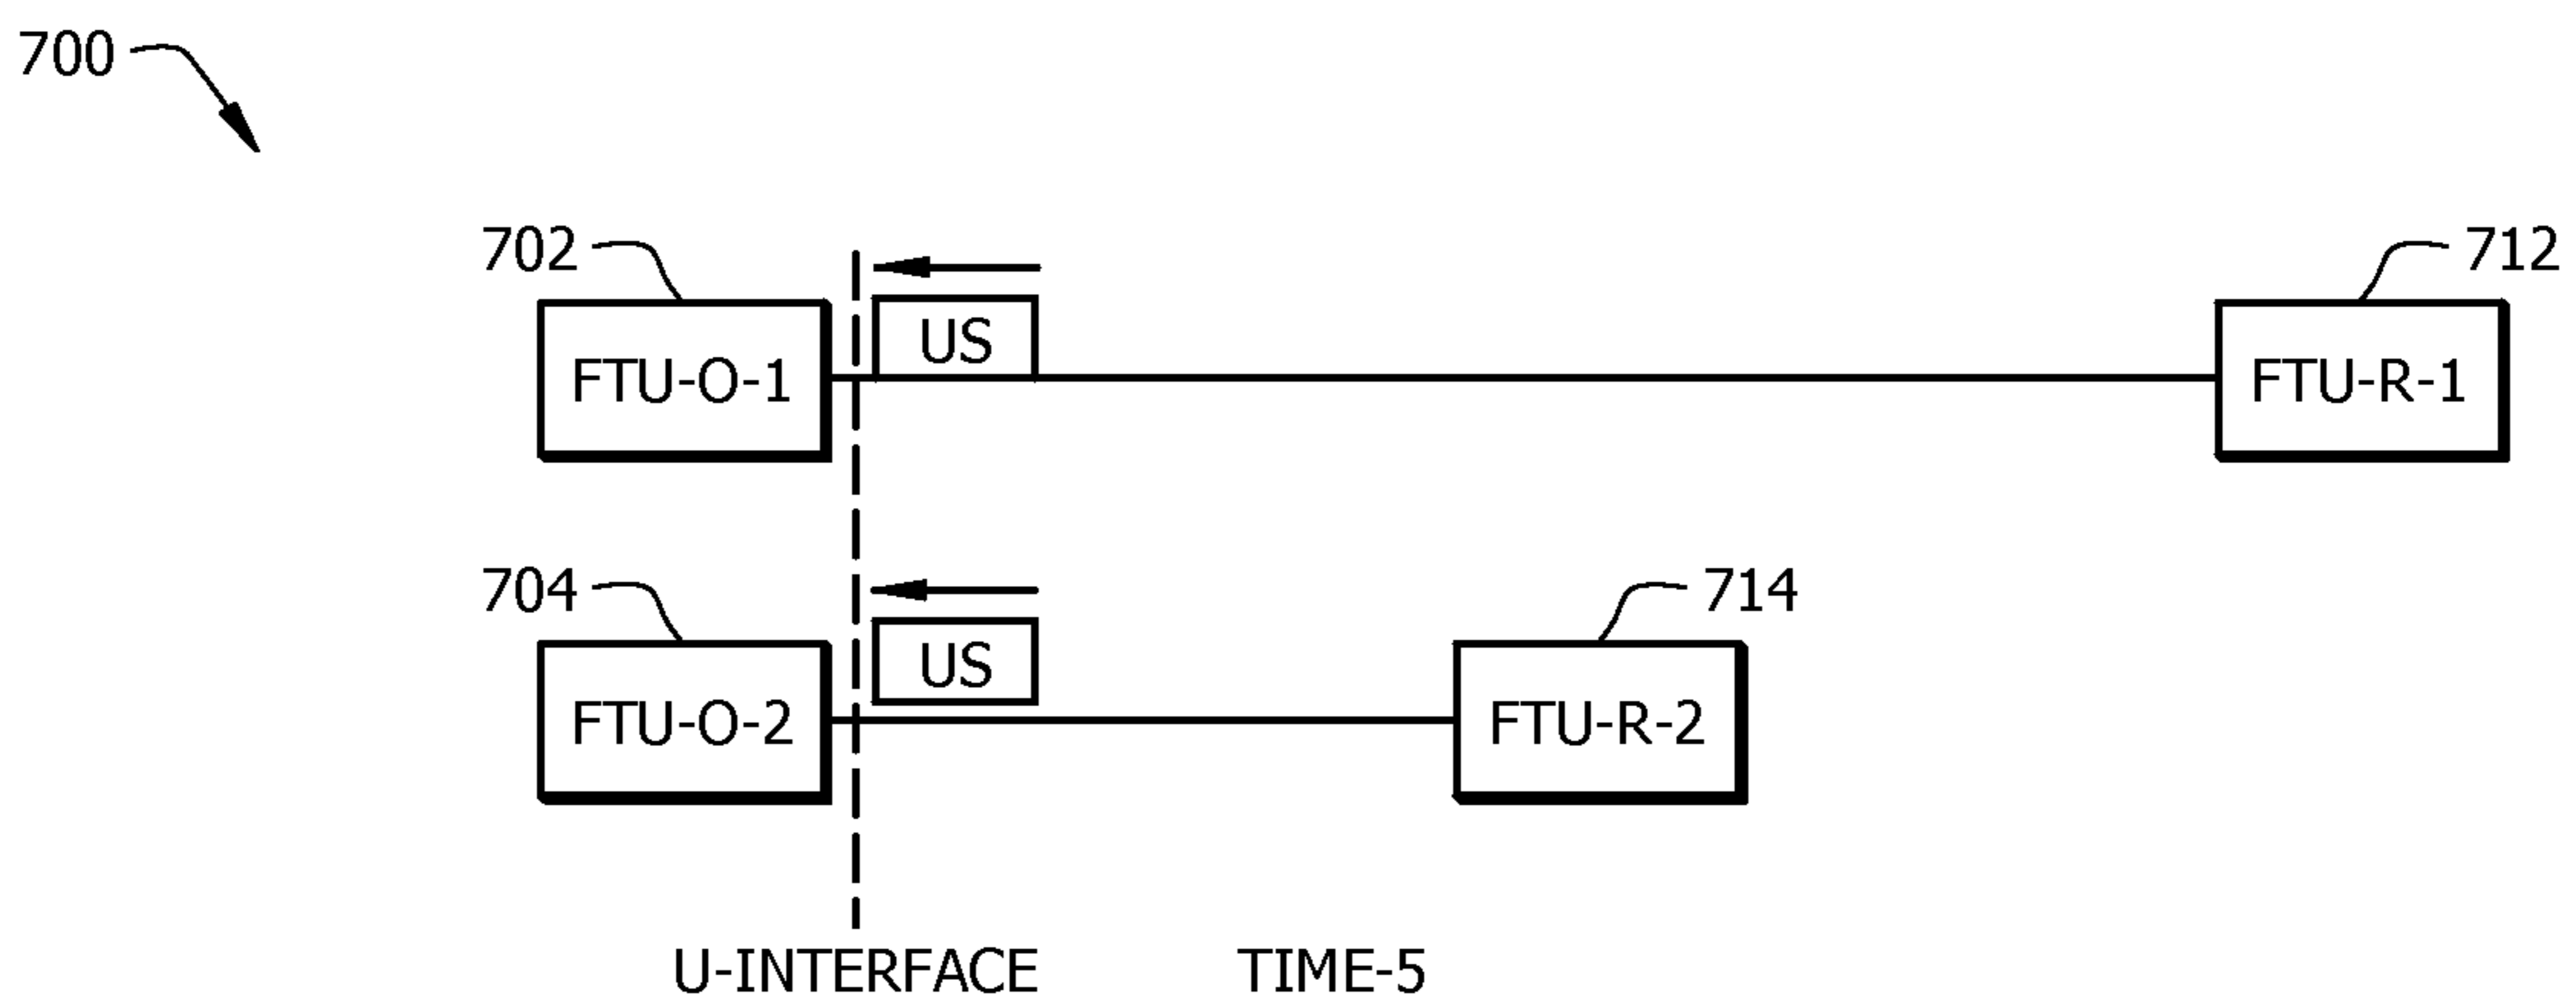 700
702
712
US
FTU-O-1
FTU-R-1
704
714
US
FTU-O-2
FTU-R-2
U-INTERFACE
TIME-5